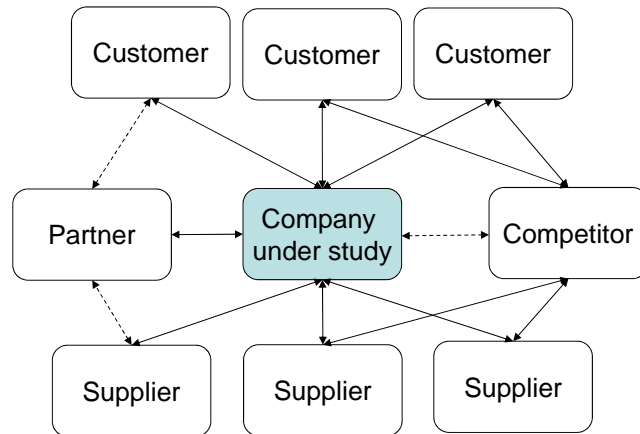 Customer
Customer
Customer
Partner
Company
under study
Competitor
Supplier
Supplier
Supplier